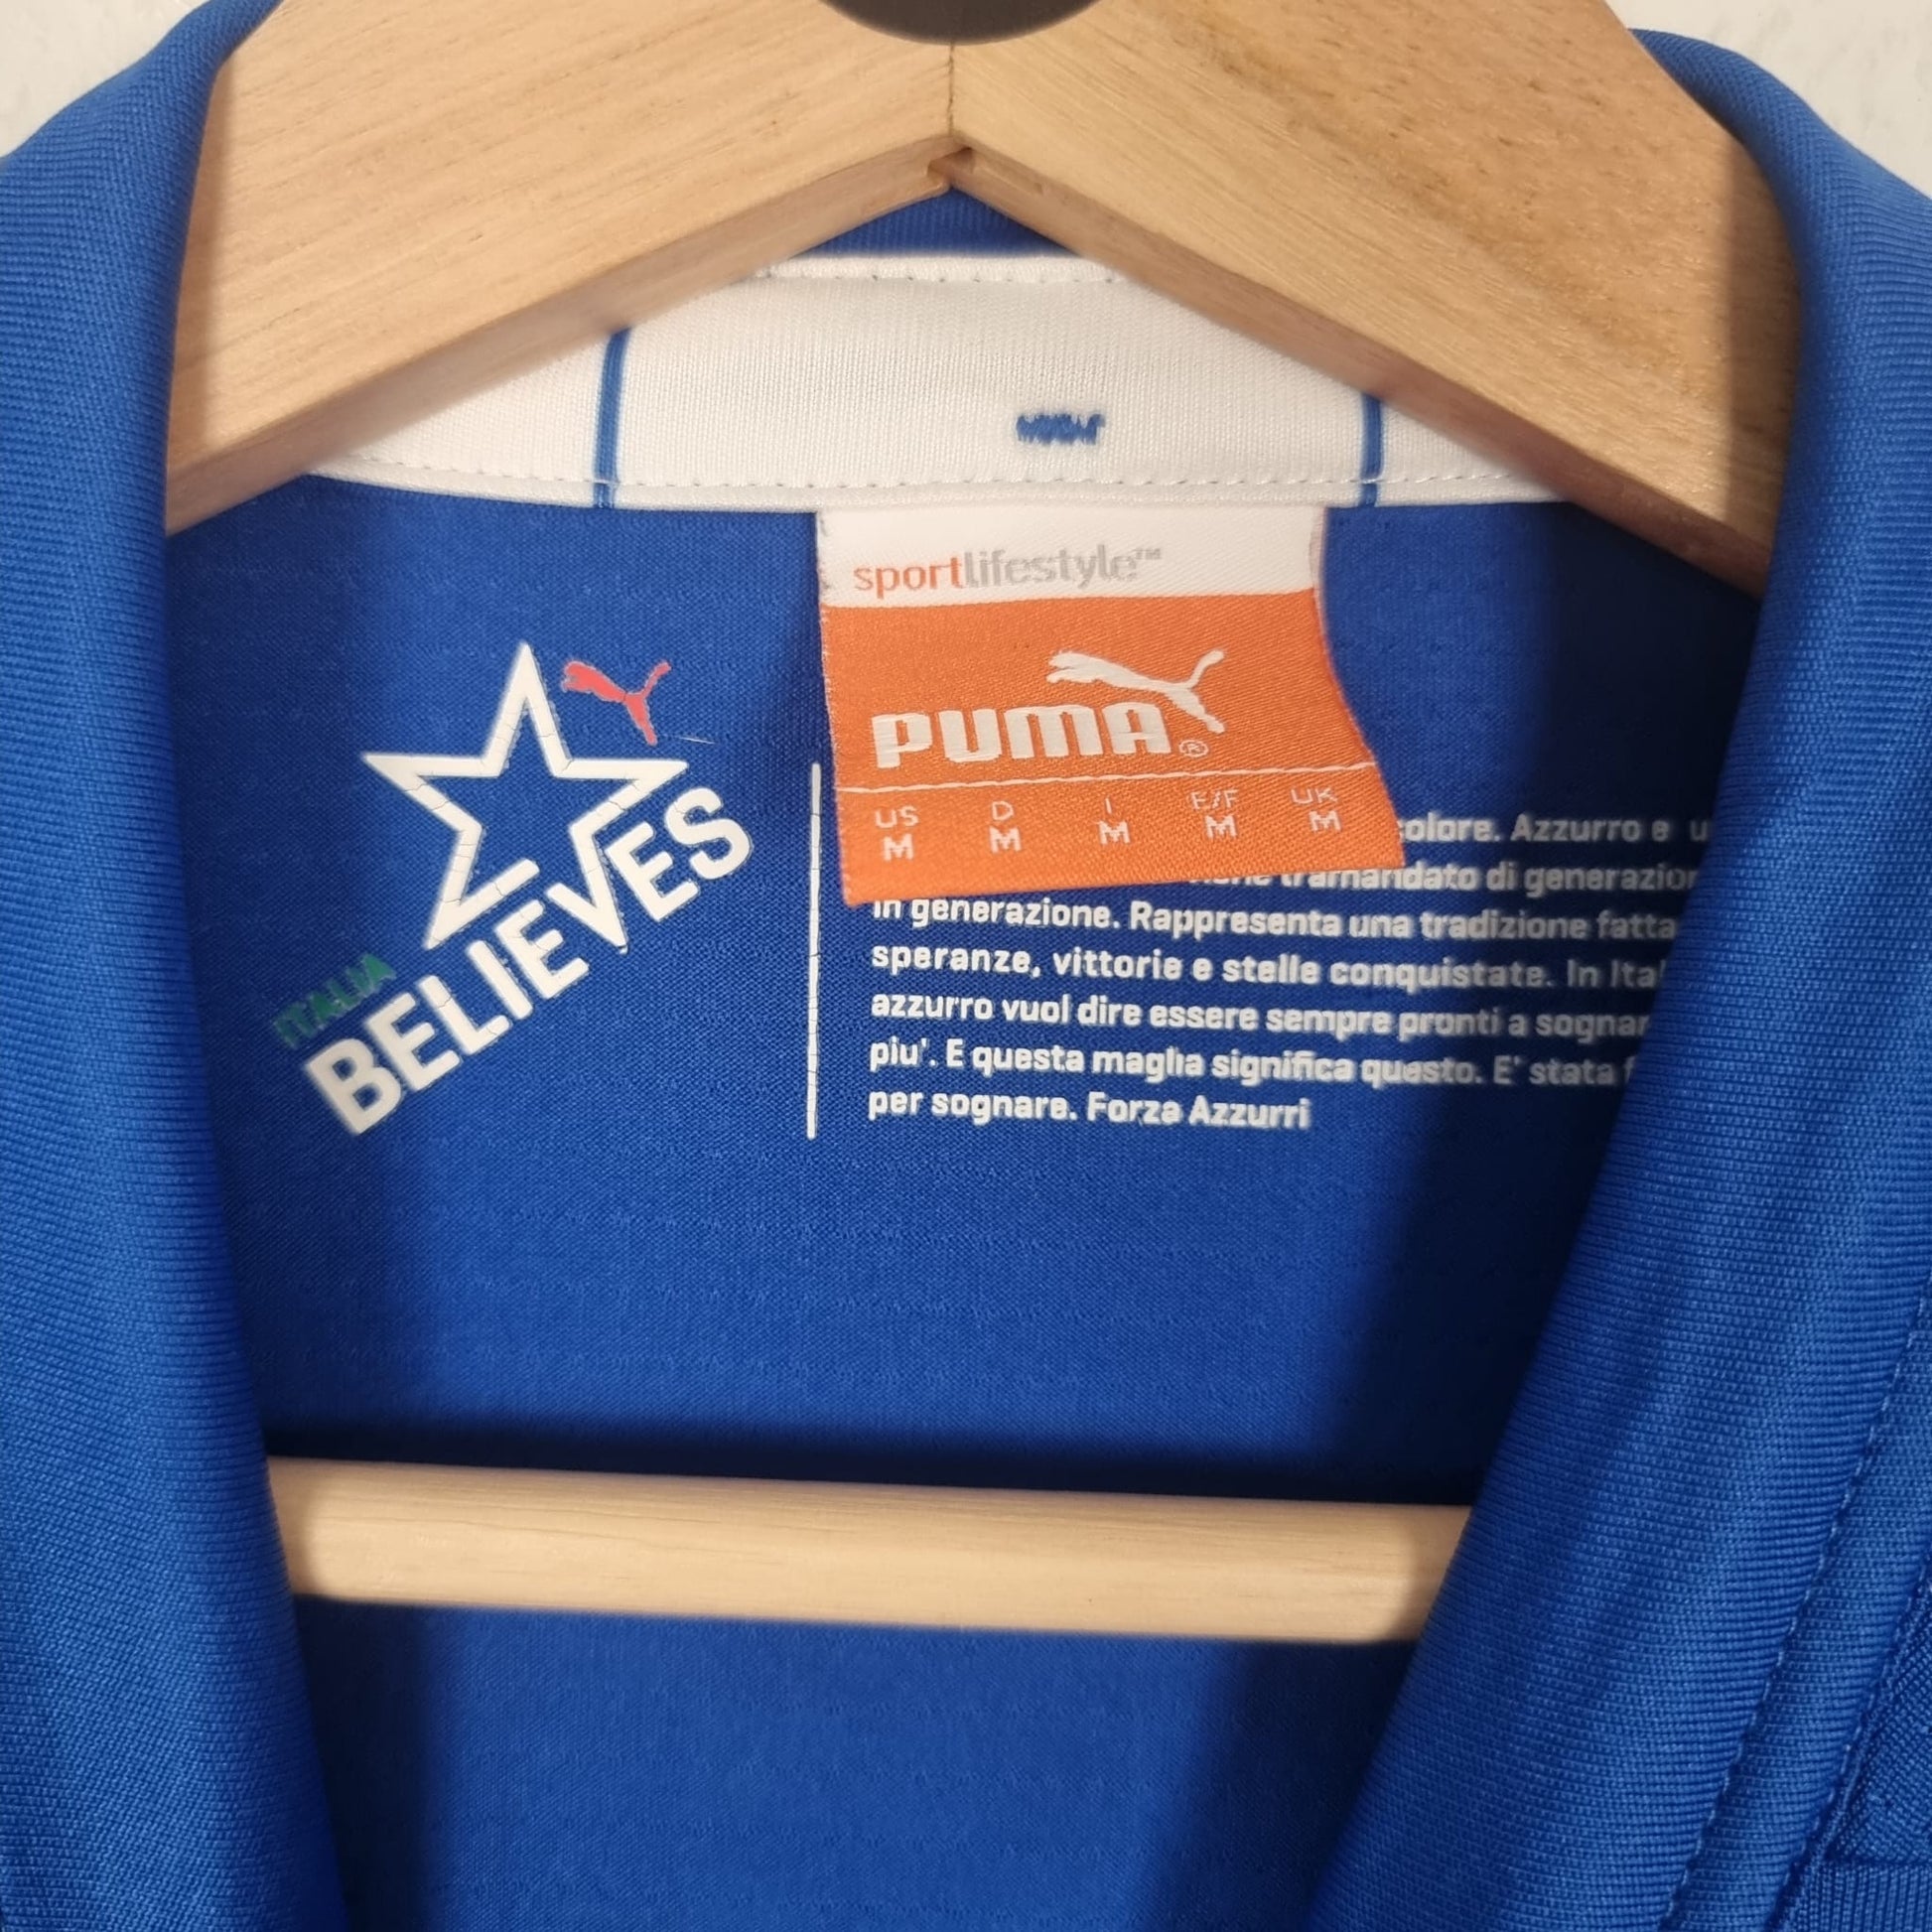 sportlifestyle™
PUMA®
US D I E/F UK
M M M M M
ITALIA
BELIEVES
colore. Azzurro e
tramandato di generazion
in generazione. Rappresenta una tradizione fatta
speranze, vittorie e stelle conquistate. In Ital
azzurro vuol dire essere sempre pronti a sognar
piu'. E questa maglia significa questo. E' stata f
per sognare. Forza Azzurri